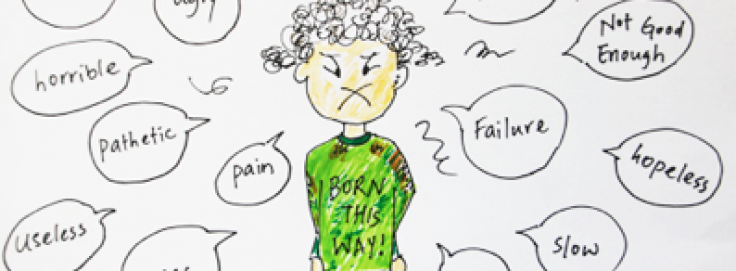 ugly
Not Good
Enough
horrible
pathetic
Failure
pain
hopeless
BORN
THIS
WAY!
useless
slow